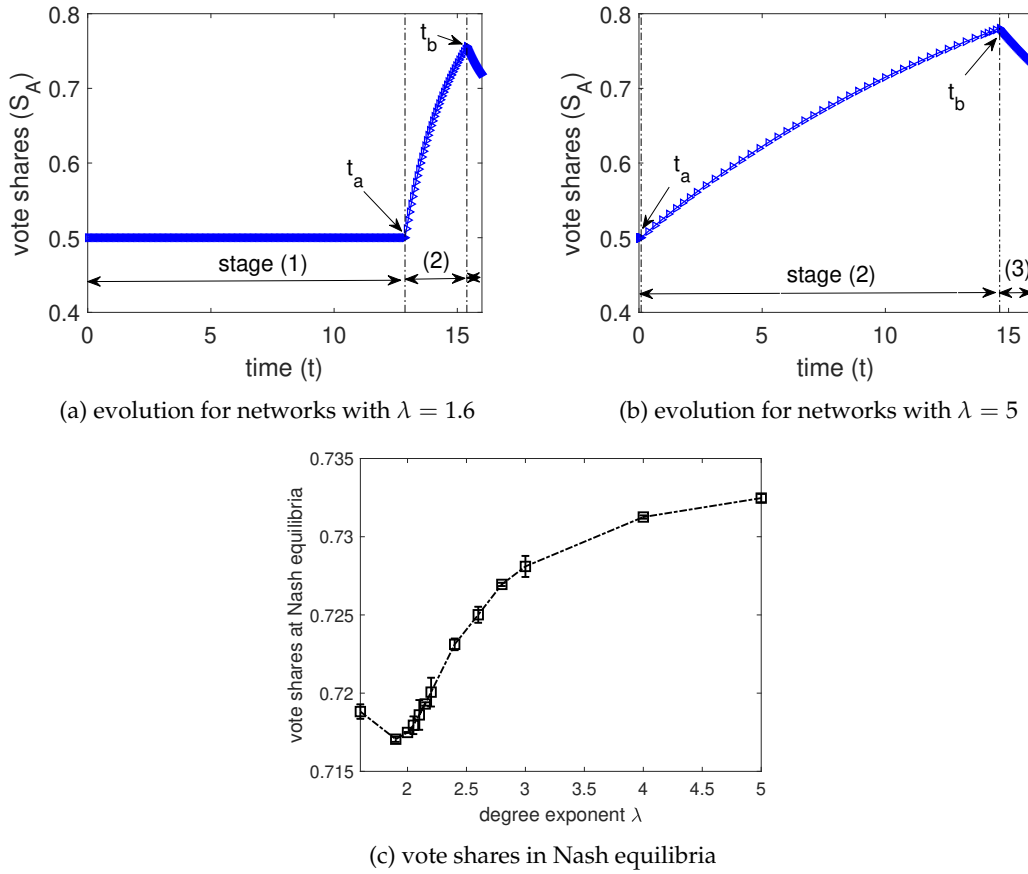 0.8
0.7
0.6
0.5
0.4
vote shares (S_A)
t_b
t_a
stage (1)
(2)
0
5
10
15
time (t)
(a) evolution for networks with λ = 1.6
0.8
0.7
0.6
0.5
0.4
vote shares (S_A)
t_b
t_a
stage (2)
(3)
0
5
10
15
time (t)
(b) evolution for networks with λ = 5
0.735
0.73
0.725
0.72
0.715
vote shares at Nash equilibria
2
2.5
3
3.5
4
4.5
5
degree exponent λ
(c) vote shares in Nash equilibria